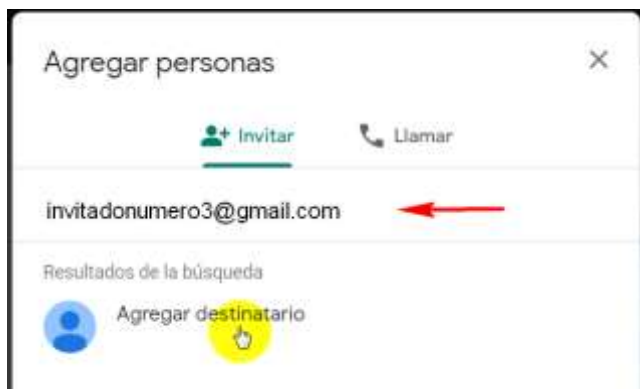 Agregar personas
Invitar
Llamar
invitadonumero3@gmail.com
Resultados de la búsqueda
Agregar destinatario